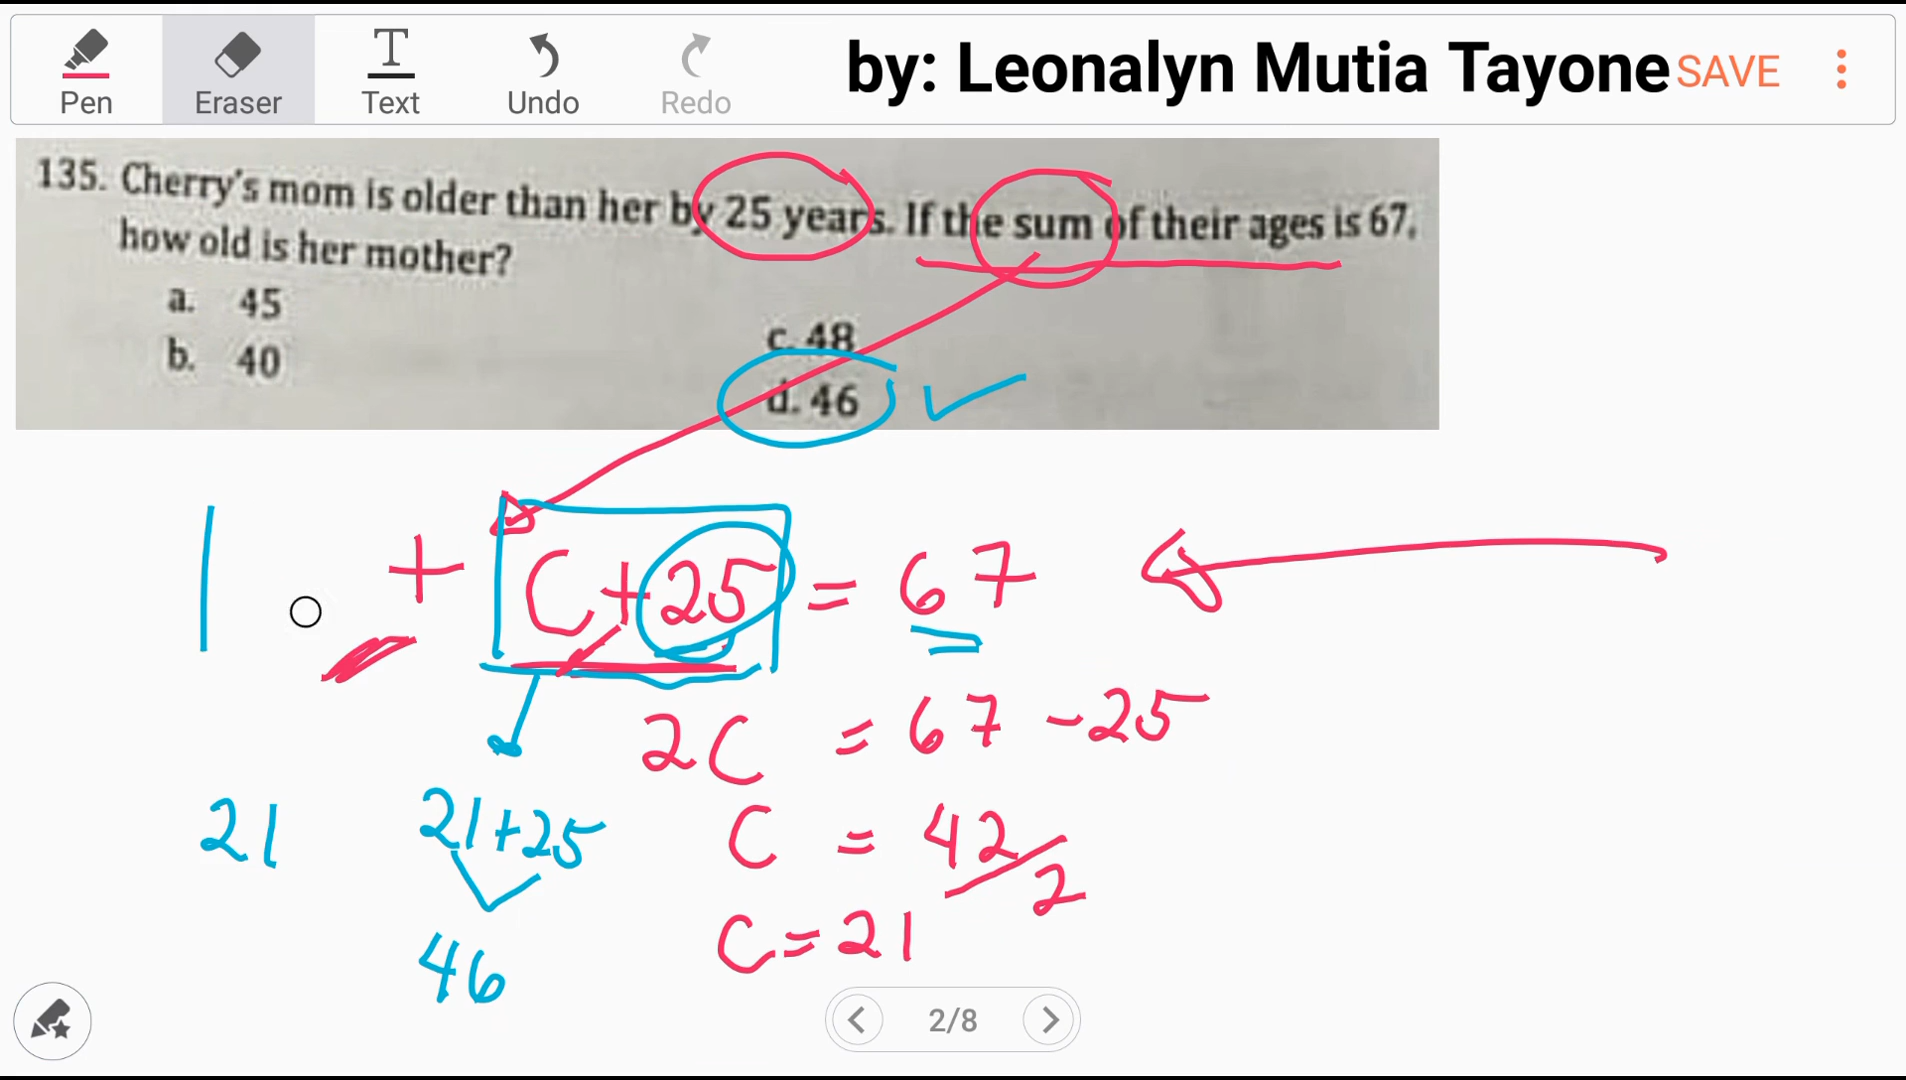 Pen Eraser Text Undo Redo by: Leonalyn Mutia Tayone SAVE
135. Cherry's mom is older than her by 25 years. If the sum of their ages is 67,
how old is her mother?
a. 45
b. 40
c. 48
d. 46
+ C+25 = 67
2C = 67 -25
21 21+25 C = 42/2
C=21
46
2/8